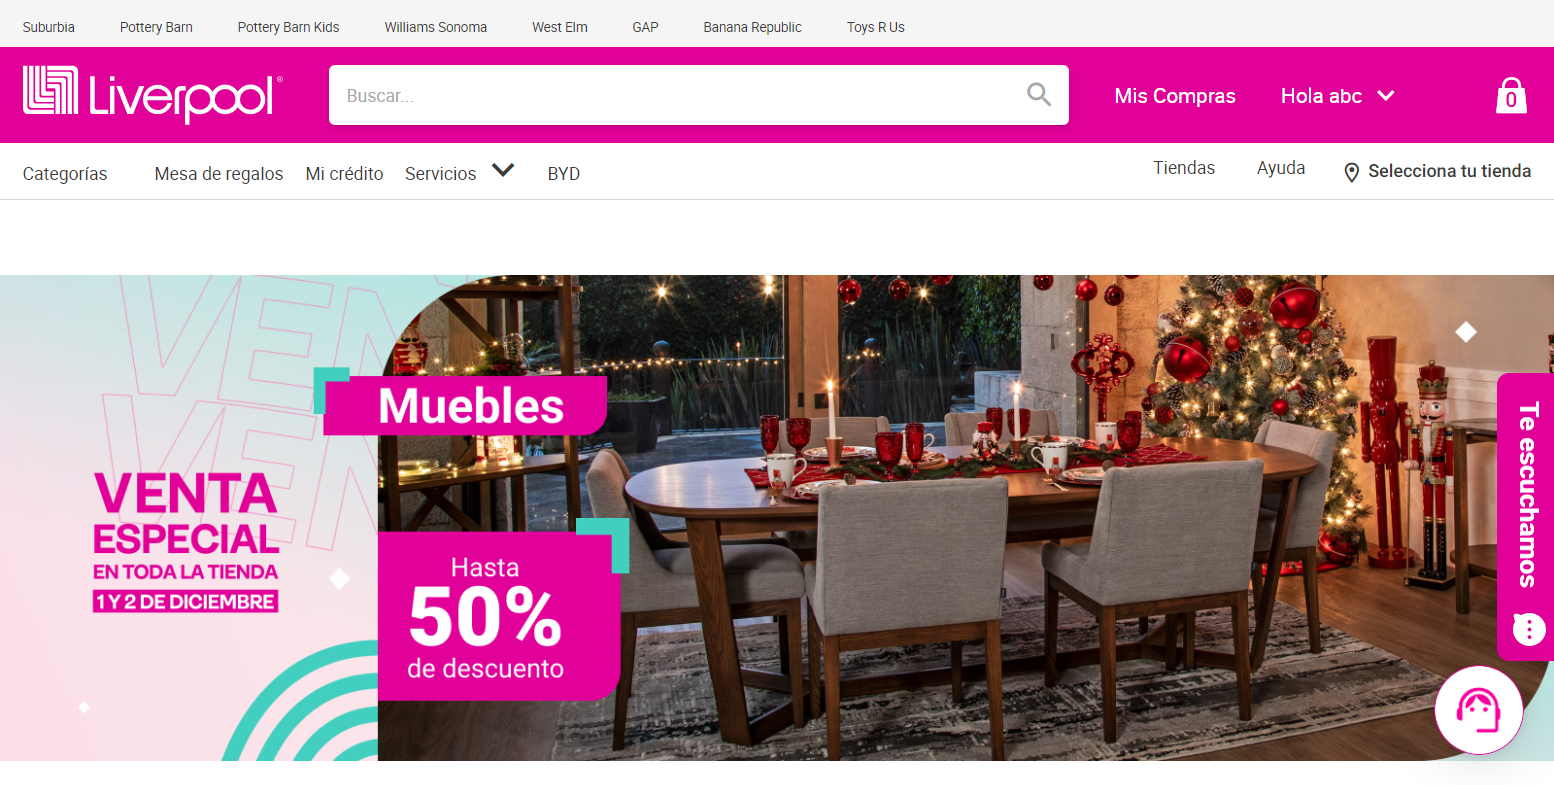 Suburbia Pottery Barn Pottery Barn Kids Williams Sonoma West Elm GAP Banana Republic Toys R Us
Liverpool® Buscar... Mis Compras Hola abc 0
Categorías Mesa de regalos Mi crédito Servicios BYD Tiendas Ayuda Selecciona tu tienda
VEN
VEN
Muebles
VENTA
ESPECIAL
EN TODA LA TIENDA
1 Y 2 DE DICIEMBRE
Hasta
50%
de descuento
Te escuchamos